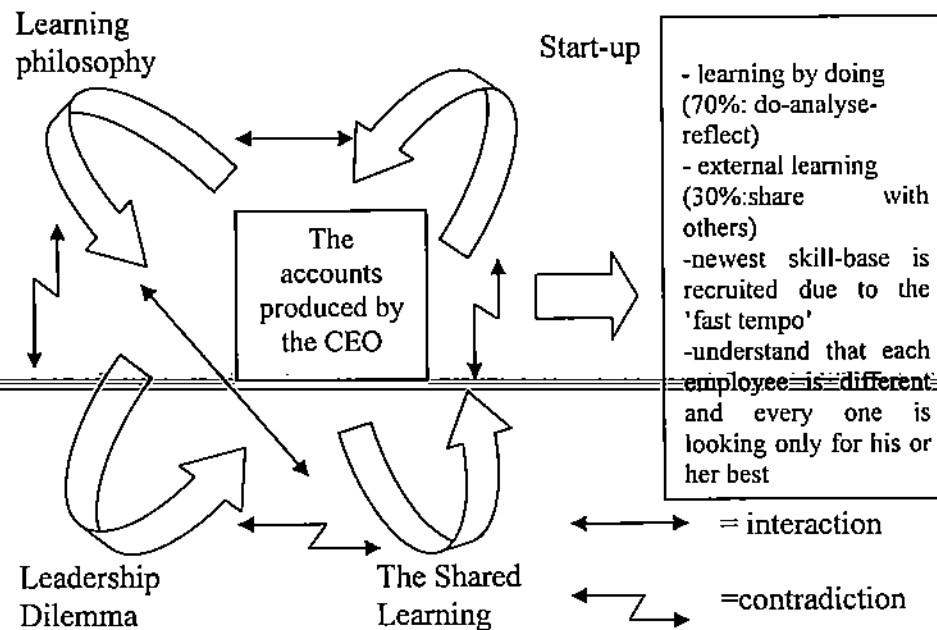 Learning
philosophy
Start-up
- learning by doing
(70%: do-analyse-
reflect)
- external learning
(30%:share with
others)
-newest skill-base is
recruited due to the
'fast tempo'
-understand that each
employee is different
and every one is
looking only for his or
her best
The
accounts
produced by
the CEO
Leadership
Dilemma
The Shared
Learning
= interaction
=contradiction